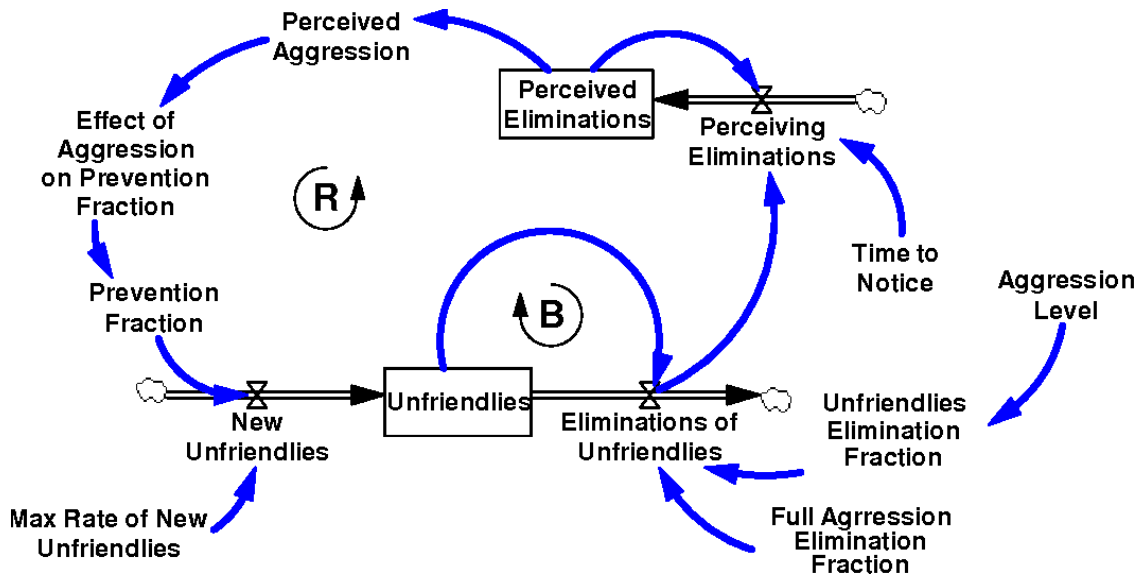 Perceived
Aggression
Perceived
Eliminations
Perceiving
Eliminations
Effect of
Aggression
on Prevention
Fraction
R
Time to
Notice
Aggression
Level
Prevention
Fraction
B
Unfriendlies
New
Unfriendlies
Eliminations of
Unfriendlies
Unfriendlies
Elimination
Fraction
Max Rate of New
Unfriendlies
Full Agrression
Elimination
Fraction